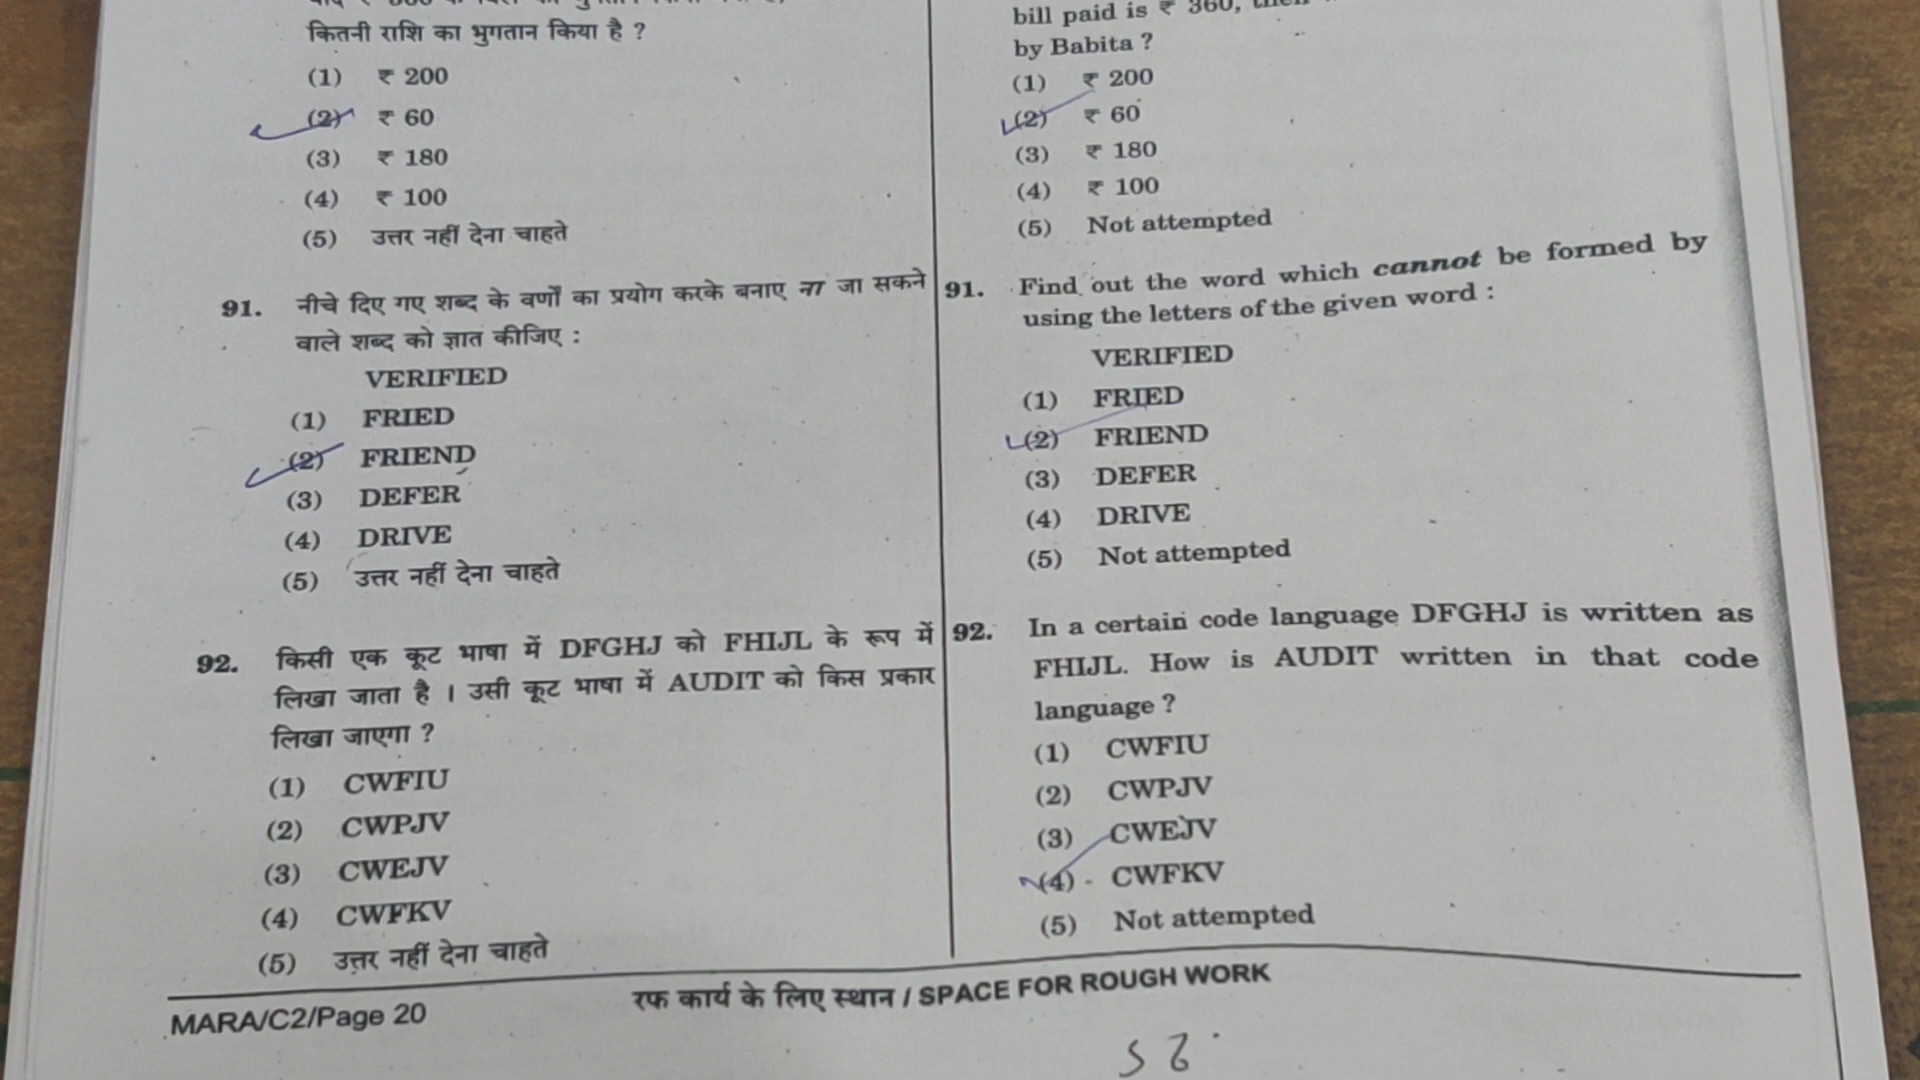 कितनी राशि का भुगतान किया है ?
(1) ₹ 200
(2) ₹ 60
(3) ₹ 180
(4) ₹ 100
(5) उत्तर नहीं देना चाहते
91. नीचे दिए गए शब्द के वर्णों का प्रयोग करके बनाए ना जा सकने
वाले शब्द को ज्ञात कीजिए :
VERIFIED
(1) FRIED
(2) FRIEND
(3) DEFER
(4) DRIVE
(5) उत्तर नहीं देना चाहते
92. किसी एक कूट भाषा में DFGHJ को FHIJL के रूप में
लिखा जाता है । उसी कूट भाषा में AUDIT को किस प्रकार
लिखा जाएगा ?
(1) CWFIU
(2) CWPJV
(3) CWEJV
(4) CWFKV
(5) उत्तर नहीं देना चाहते
bill paid is ₹ 360,
by Babita ?
(1) ₹ 200
(2) ₹ 60
(3) ₹ 180
(4) ₹ 100
(5) Not attempted
91. Find out the word which cannot be formed by
using the letters of the given word :
VERIFIED
(1) FRIED
(2) FRIEND
(3) DEFER
(4) DRIVE
(5) Not attempted
92. In a certain code language DFGHJ is written as
FHIJL. How is AUDIT written in that code
language ?
(1) CWFIU
(2) CWPJV
(3) CWEJV
(4) CWFKV
(5) Not attempted
MARA/C2/Page 20
रफ कार्य के लिए स्थान / SPACE FOR ROUGH WORK